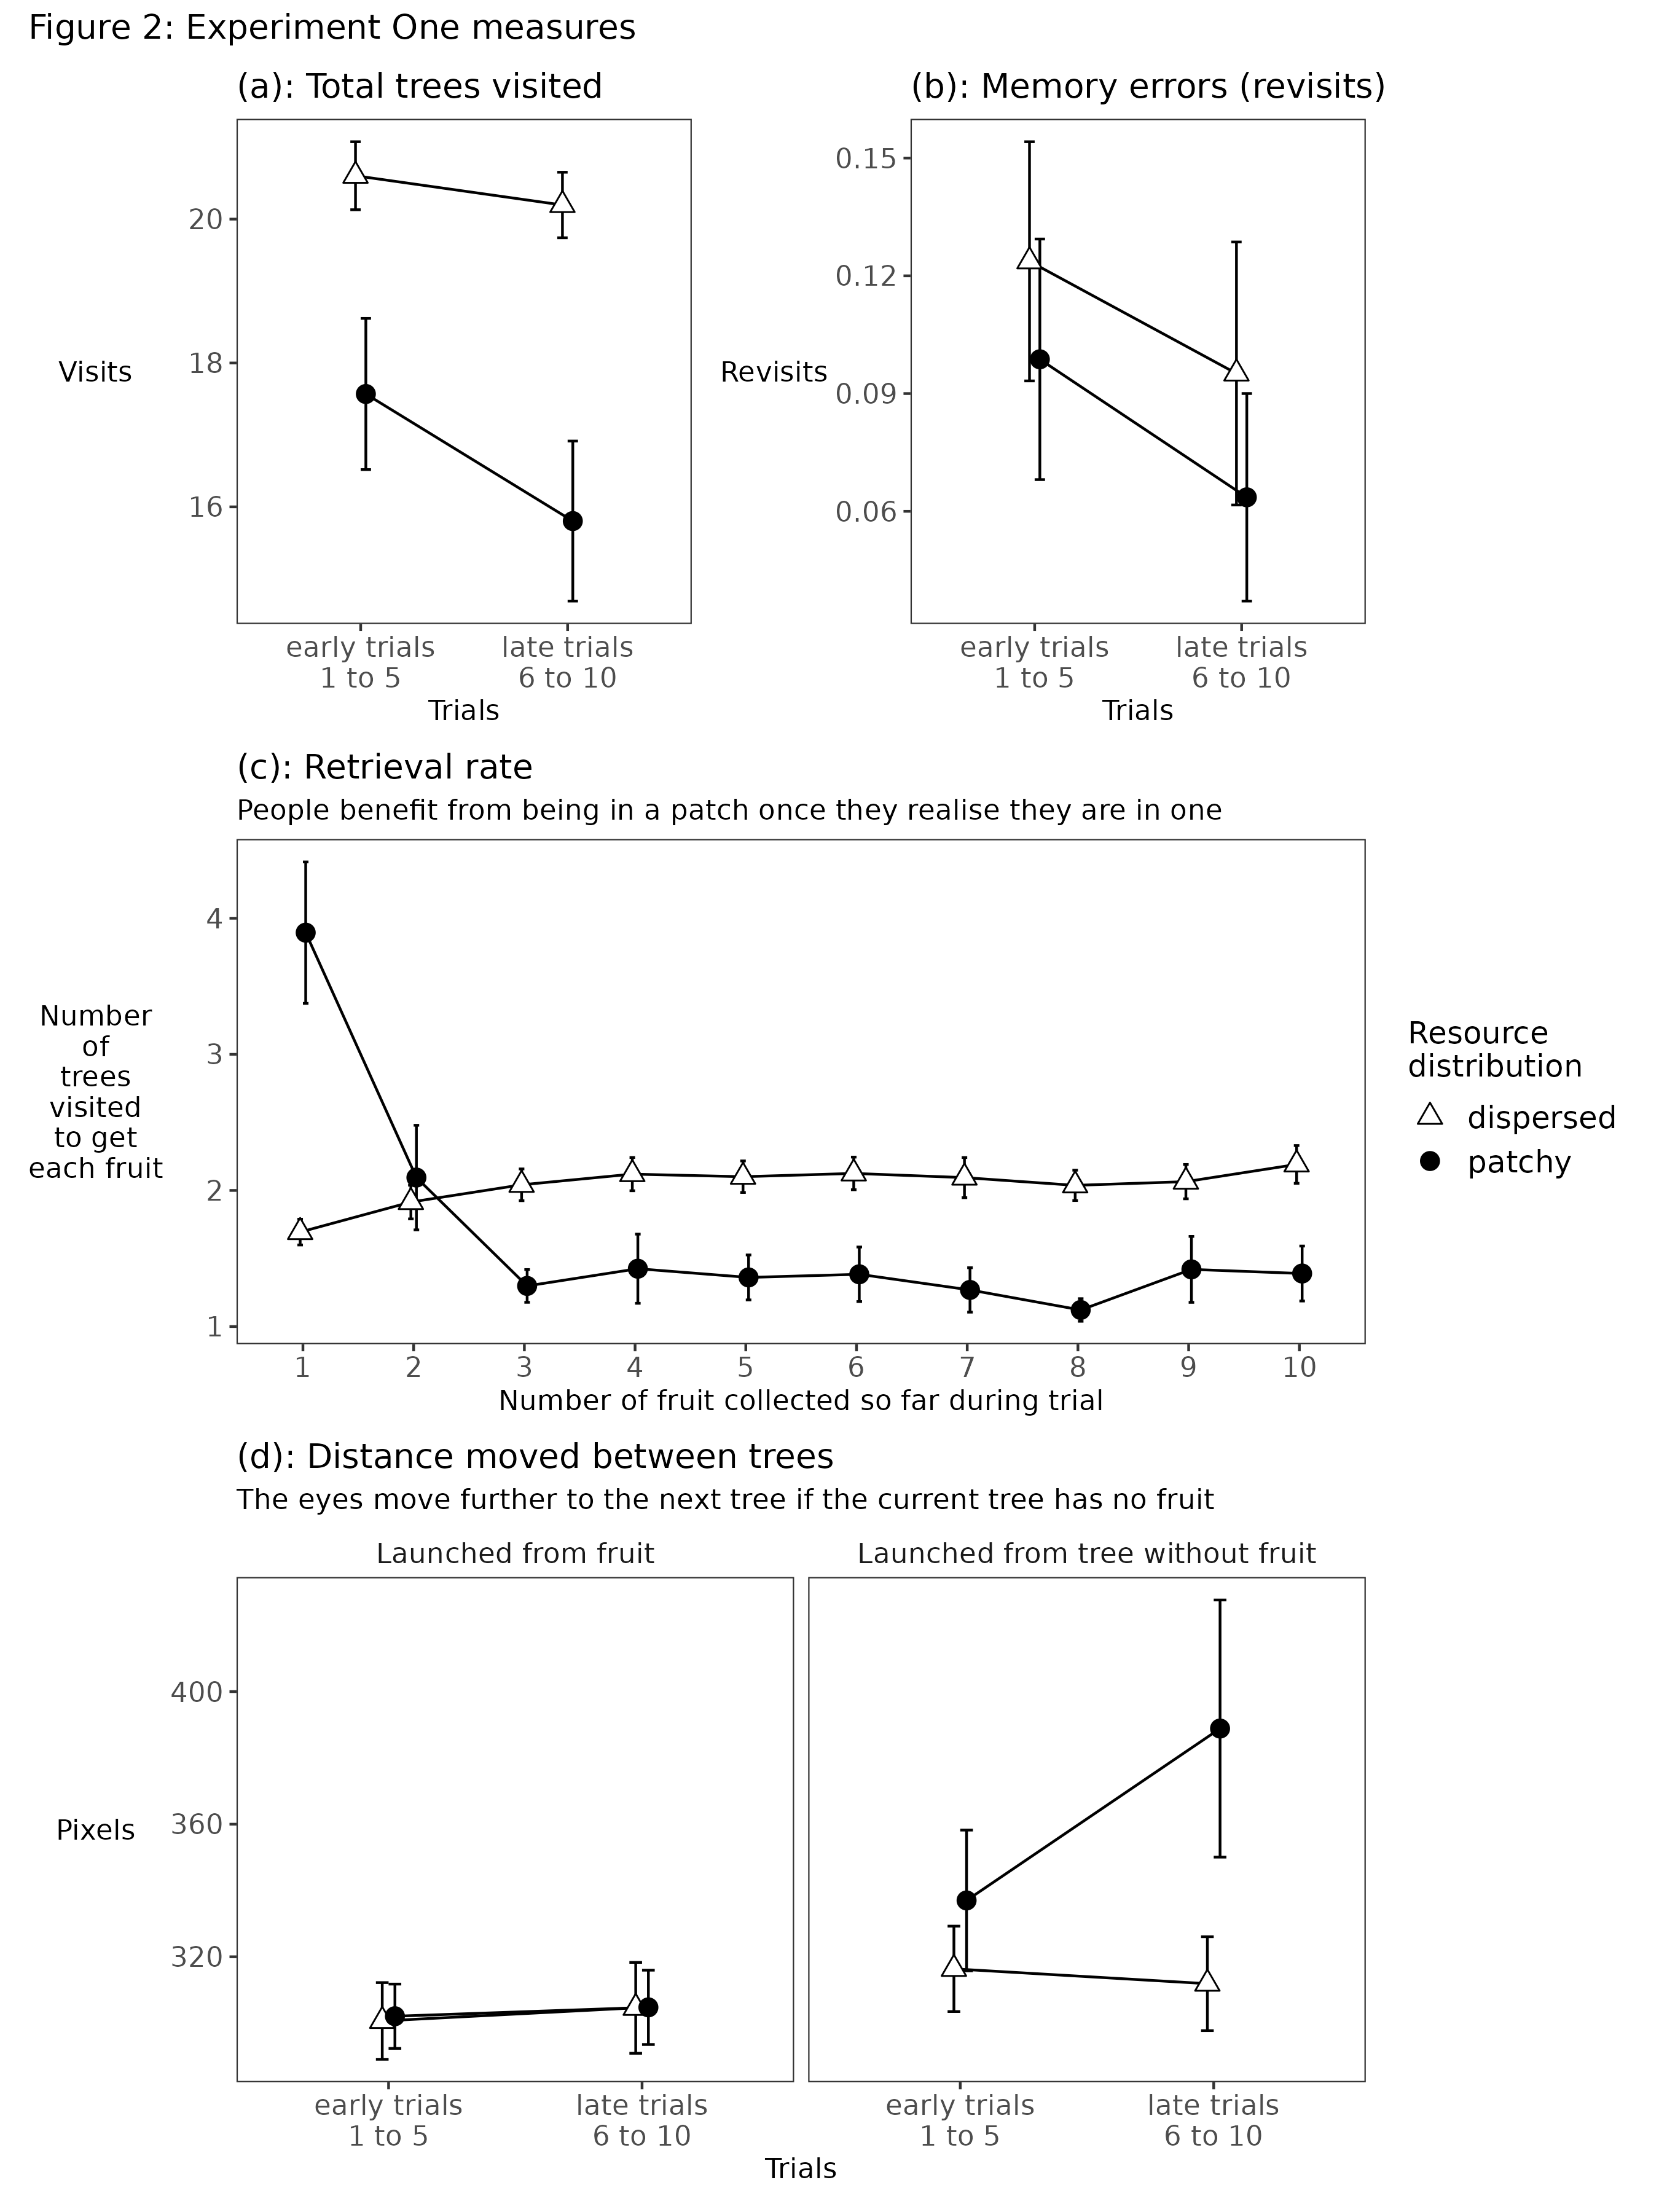 Figure 2: Experiment One measures
(a): Total trees visited
20
18
16
Visits
early trials
1 to 5
late trials
6 to 10
Trials
(b): Memory errors (revisits)
0.15
0.12
0.09
0.06
Revisits
early trials
1 to 5
late trials
6 to 10
Trials
(c): Retrieval rate
People benefit from being in a patch once they realise they are in one
4
3
2
1
Number
of
trees
visited
to get
each fruit
1 2 3 4 5 6 7 8 9 10
Number of fruit collected so far during trial
Resource
distribution
dispersed
patchy
(d): Distance moved between trees
The eyes move further to the next tree if the current tree has no fruit
Launched from fruit
Launched from tree without fruit
400
360
320
Pixels
early trials
1 to 5
late trials
6 to 10
early trials
1 to 5
late trials
6 to 10
Trials